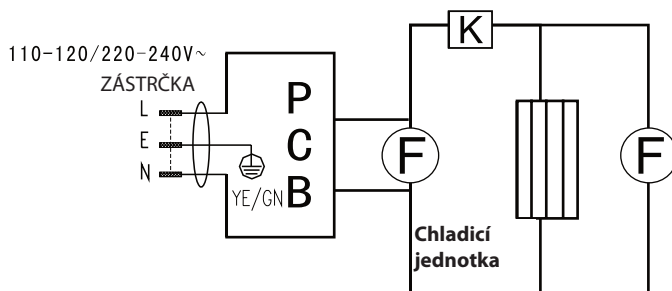 110-120/220-240V~
ZÁSTRČKA
L
E
N
YE/GN
P
C
B
F
K
F
Chladicí
jednotka